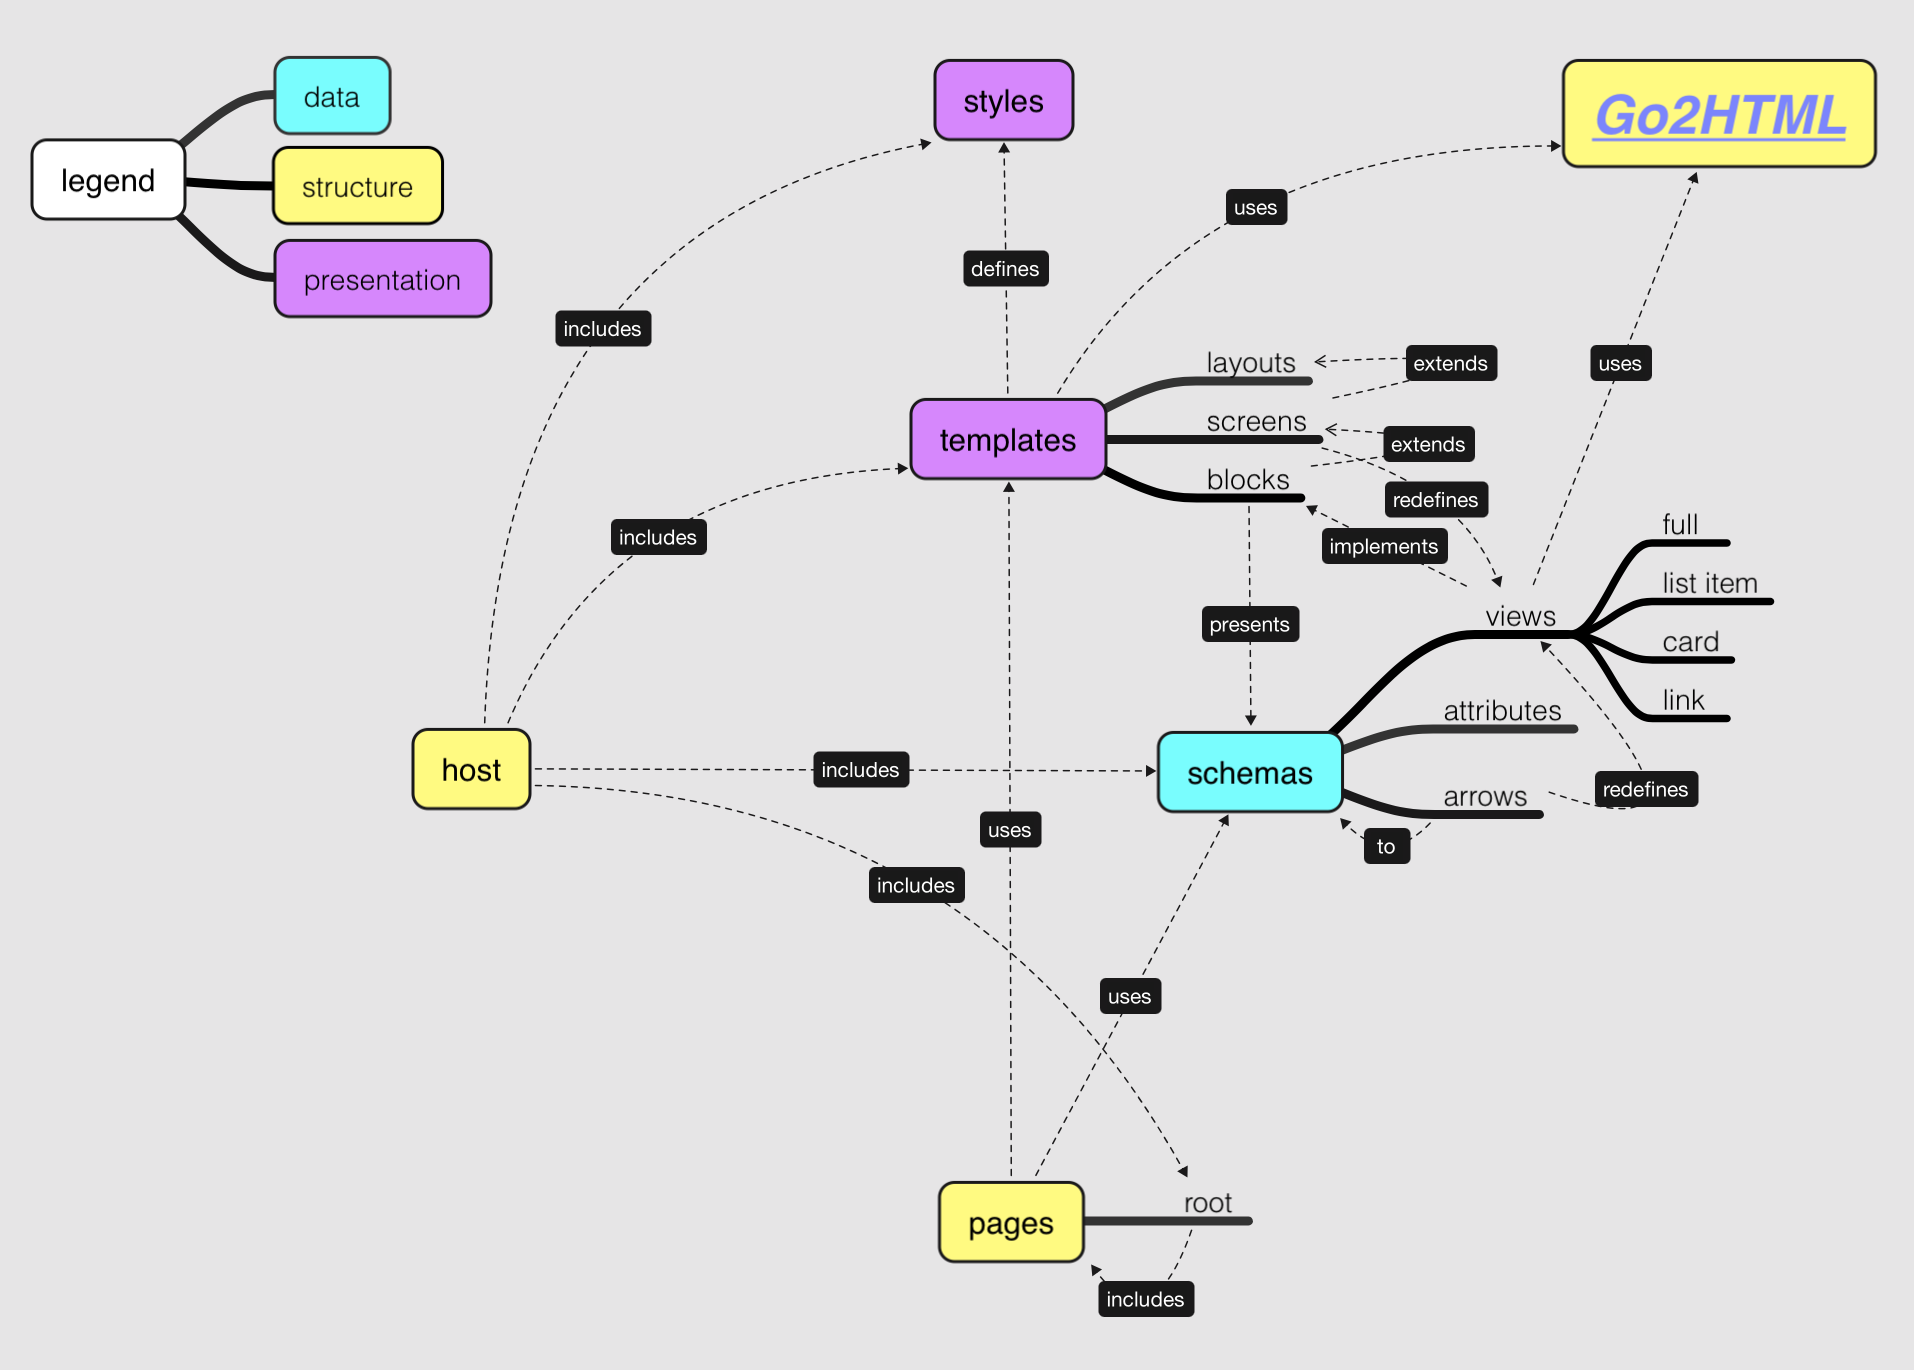 data
legend
structure
presentation
styles
Go2HTML
uses
defines
includes
layouts
extends
uses
templates
screens
extends
blocks
redefines
includes
implements
full
list item
views
presents
card
link
attributes
host
includes
schemas
arrows
redefines
uses
to
includes
uses
root
pages
includes